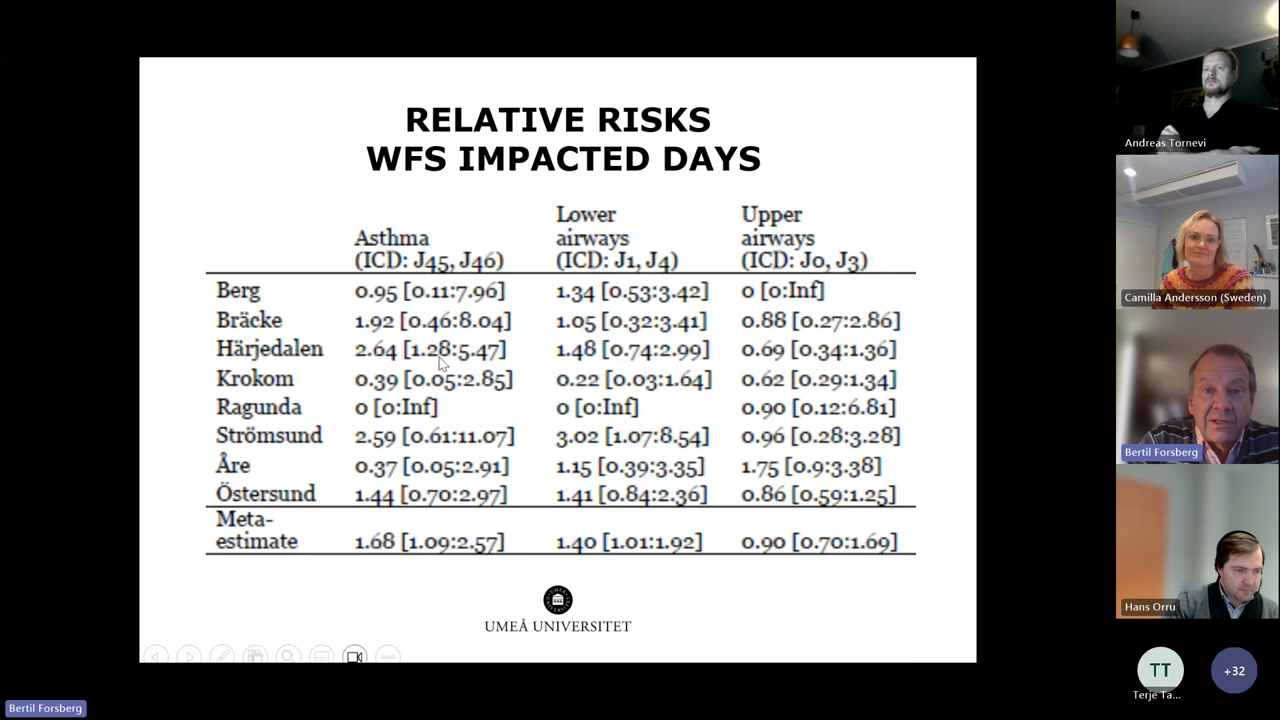 RELATIVE RISKS
WFS IMPACTED DAYS
Asthma
(ICD: J45, J46)
Lower
airways
(ICD: J1, J4)
Upper
airways
(ICD: J0, J3)
Berg 0.95 [0.11:7.96] 1.34 [0.53:3.42] 0 [0:Inf]
Bräcke 1.92 [0.46:8.04] 1.05 [0.32:3.41] 0.88 [0.27:2.86]
Härjedalen 2.64 [1.28:5.47] 1.48 [0.74:2.99] 0.69 [0.34:1.36]
Krokom 0.39 [0.05:2.85] 0.22 [0.03:1.64] 0.62 [0.29:1.34]
Ragunda 0 [0:Inf] 0 [0:Inf] 0.90 [0.12:6.81]
Strömsund 2.59 [0.61:11.07] 3.02 [1.07:8.54] 0.96 [0.28:3.28]
Åre 0.37 [0.05:2.91] 1.15 [0.39:3.35] 1.75 [0.9:3.38]
Östersund 1.44 [0.70:2.97] 1.41 [0.84:2.36] 0.86 [0.59:1.25]
Meta-
estimate 1.68 [1.09:2.57] 1.40 [1.01:1.92] 0.90 [0.70:1.69]
UMEÅ UNIVERSITET
Andreas Tornevi
Camilla Andersson (Sweden)
Bertil Forsberg
Hans Orru
TT
+32
Terje Ta...
Bertil Forsberg